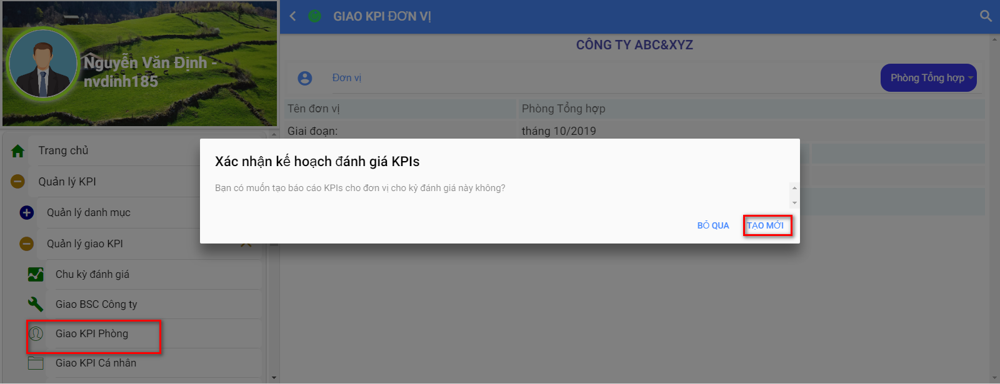 Nguyễn Văn Định -
nvdinh185
Trang chủ
Quản lý KPI
Quản lý danh mục
Quản lý giao KPI
Chu kỳ đánh giá
Giao BSC Công ty
Giao KPI Phòng
Giao KPI Cá nhân
GIAO KPI ĐƠN VỊ
CÔNG TY ABC&XYZ
Đơn vị
Phòng Tổng hợp
Tên đơn vị
Phòng Tổng hợp
Giai đoạn:
tháng 10/2019
Xác nhận kế hoạch đánh giá KPIs
Bạn có muốn tạo báo cáo KPIs cho đơn vị cho kỳ đánh giá này không?
BỎ QUA
TẠO MỚI